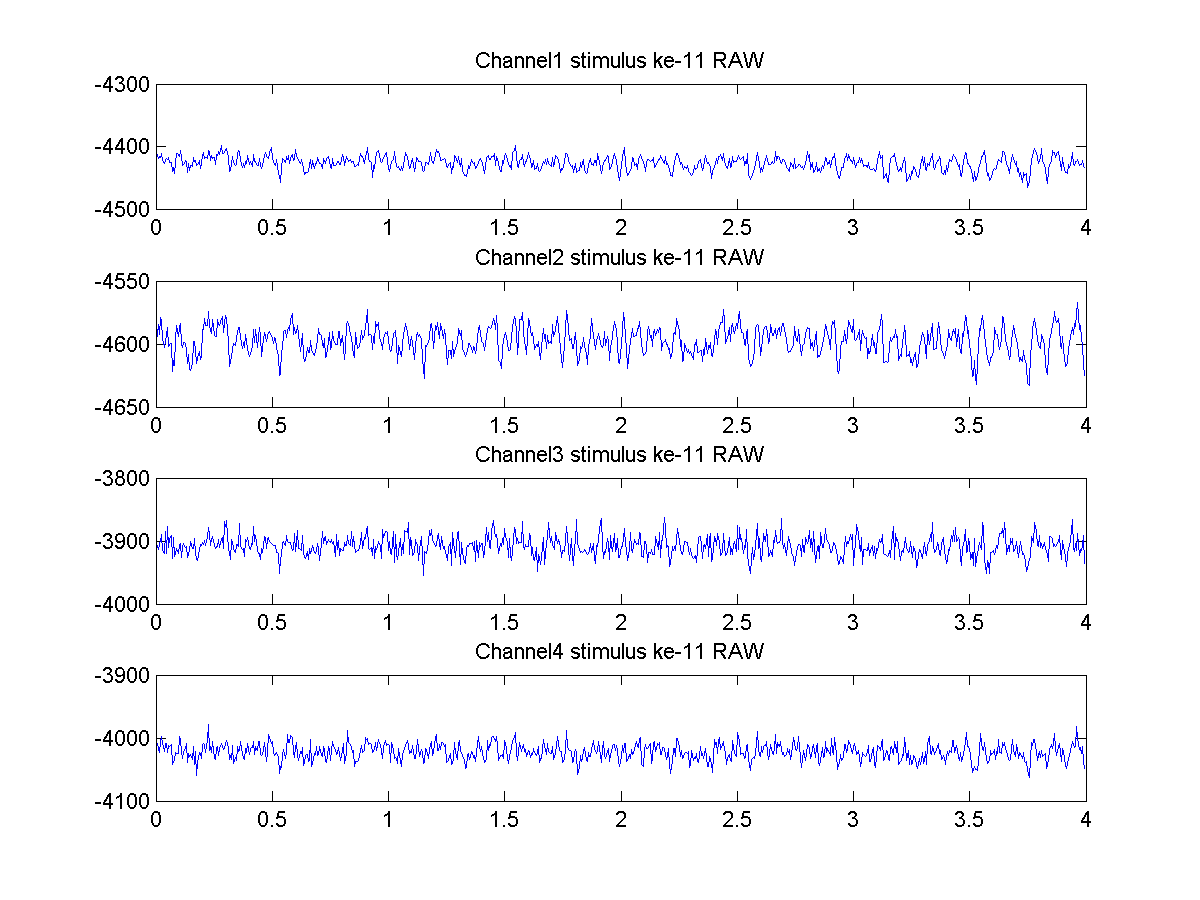 Channel1 stimulus ke-11 RAW
-4300
-4400
-4500
0 0.5 1 1.5 2 2.5 3 3.5 4
Channel2 stimulus ke-11 RAW
-4550
-4600
-4650
0 0.5 1 1.5 2 2.5 3 3.5 4
Channel3 stimulus ke-11 RAW
-3800
-3900
-4000
0 0.5 1 1.5 2 2.5 3 3.5 4
Channel4 stimulus ke-11 RAW
-3900
-4000
-4100
0 0.5 1 1.5 2 2.5 3 3.5 4